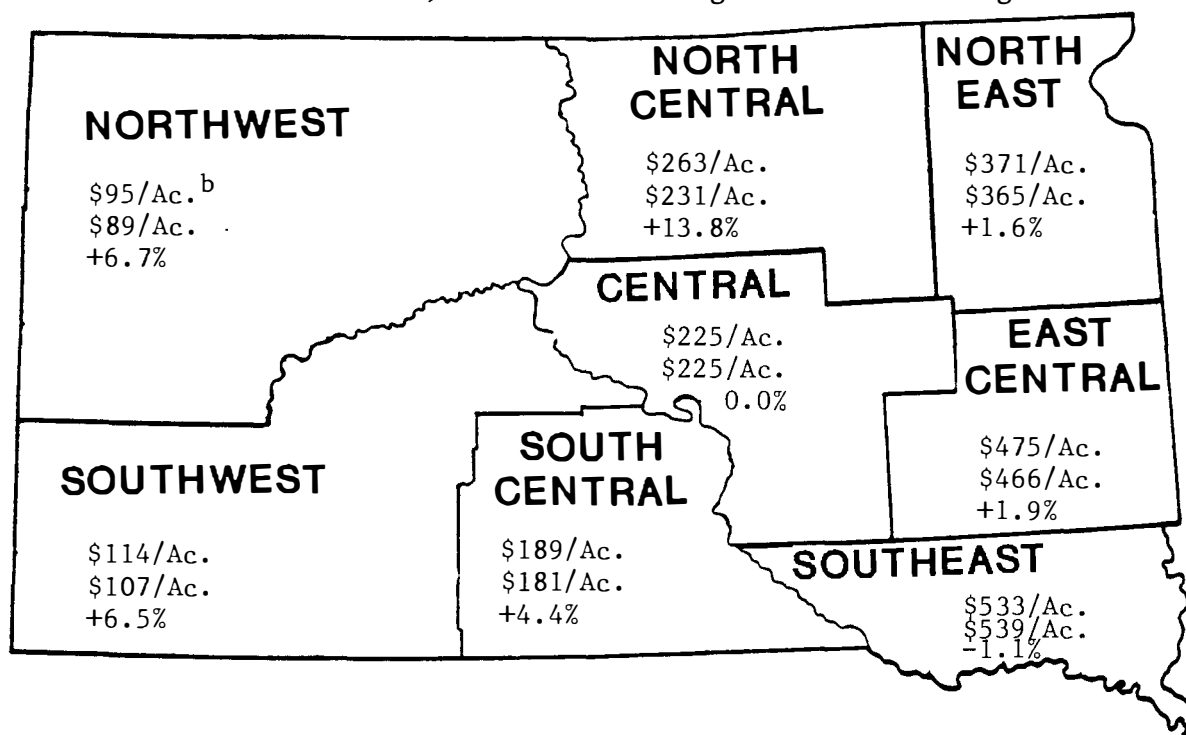 NORTHWEST
$95/Ac.b
$89/Ac.
+6.7%
NORTH
CENTRAL
$263/Ac.
$231/Ac.
+13.8%
NORTH
EAST
$371/Ac.
$365/Ac.
+1.6%
CENTRAL
$225/Ac.
$225/Ac.
0.0%
EAST
CENTRAL
$475/Ac.
$466/Ac.
+1.9%
SOUTHWEST
$114/Ac.
$107/Ac.
+6.5%
SOUTH
CENTRAL
$189/Ac.
$181/Ac.
+4.4%
SOUTHEAST
$533/Ac.
$539/Ac.
-1.1%